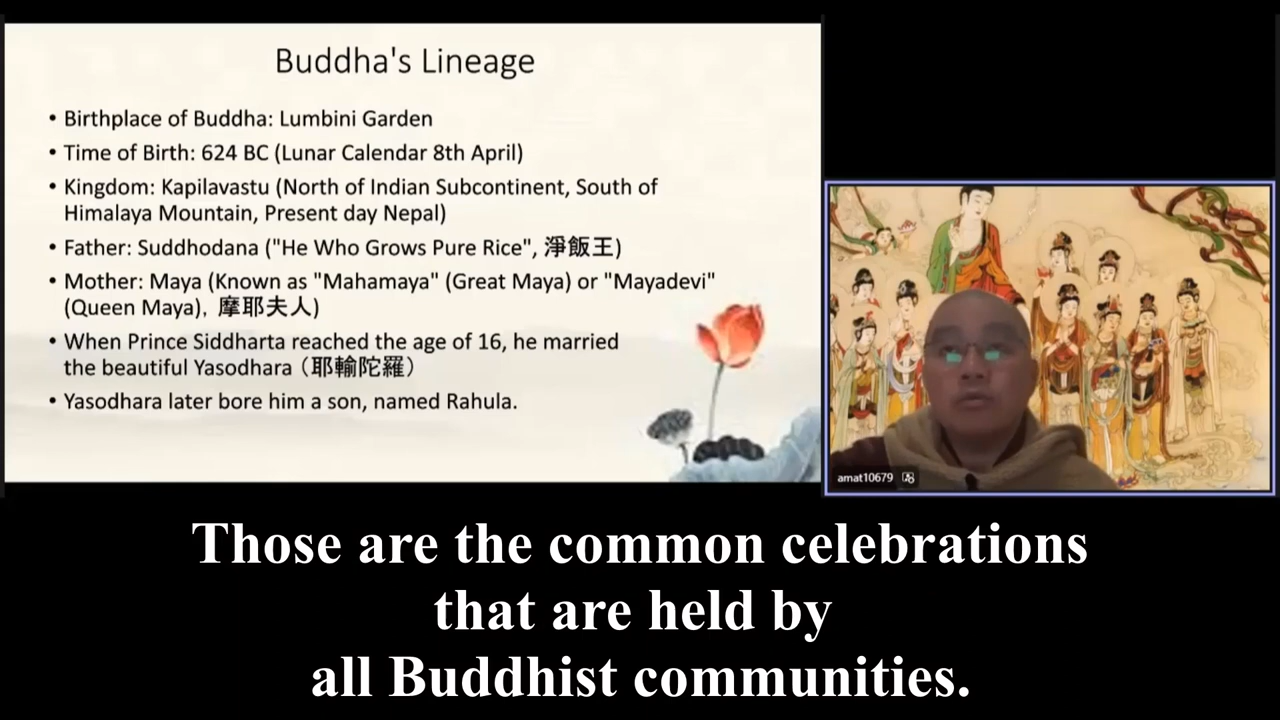 Buddha's Lineage
• Birthplace of Buddha: Lumbini Garden
• Time of Birth: 624 BC (Lunar Calendar 8th April)
• Kingdom: Kapilavastu (North of Indian Subcontinent, South of
Himalaya Mountain, Present day Nepal)
• Father: Suddhodana ("He Who Grows Pure Rice", 淨飯王)
• Mother: Maya (Known as "Mahamaya" (Great Maya) or "Mayadevi"
(Queen Maya), 摩耶夫人)
• When Prince Siddharta reached the age of 16, he married
the beautiful Yasodhara （耶輸陀羅）
• Yasodhara later bore him a son, named Rahula.
amat10679
Those are the common celebrations
that are held by
all Buddhist communities.